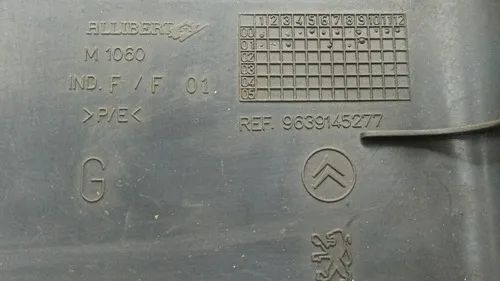 ALLIBERT
M 1060
IND. F / F 01
>P/E<
G
1 2 3 4 5 6 7 8 9 10 11 12
00
01
02
03
04
05
REF. 9639145277